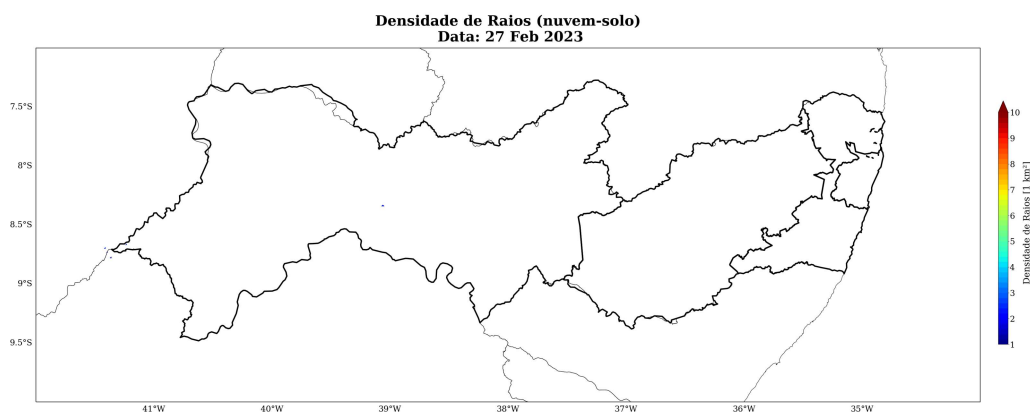 Densidade de Raios (nuvem-solo)
Data: 27 Feb 2023
7.5°S
8°S
8.5°S
9°S
9.5°S
41°W
40°W
39°W
38°W
37°W
36°W
35°W
10
9
8
7
6
5
4
3
2
1
Densidade de Raios [1 km²]